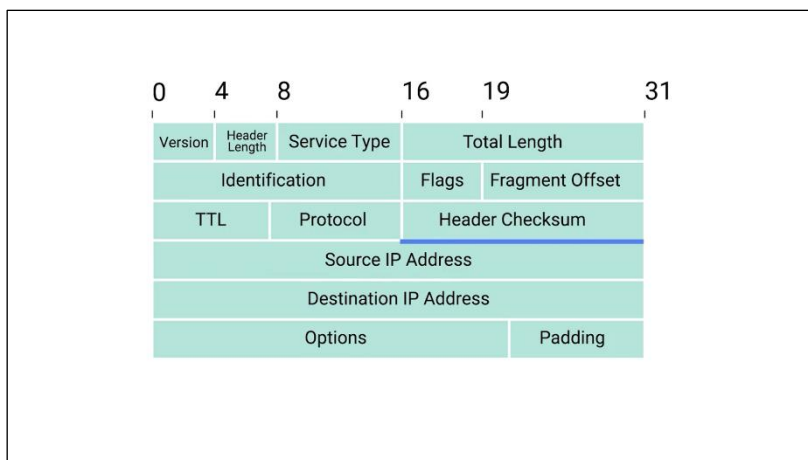 0 4 8 16 19 31
Version Header Length Service Type Total Length
Identification Flags Fragment Offset
TTL Protocol Header Checksum
Source IP Address
Destination IP Address
Options Padding